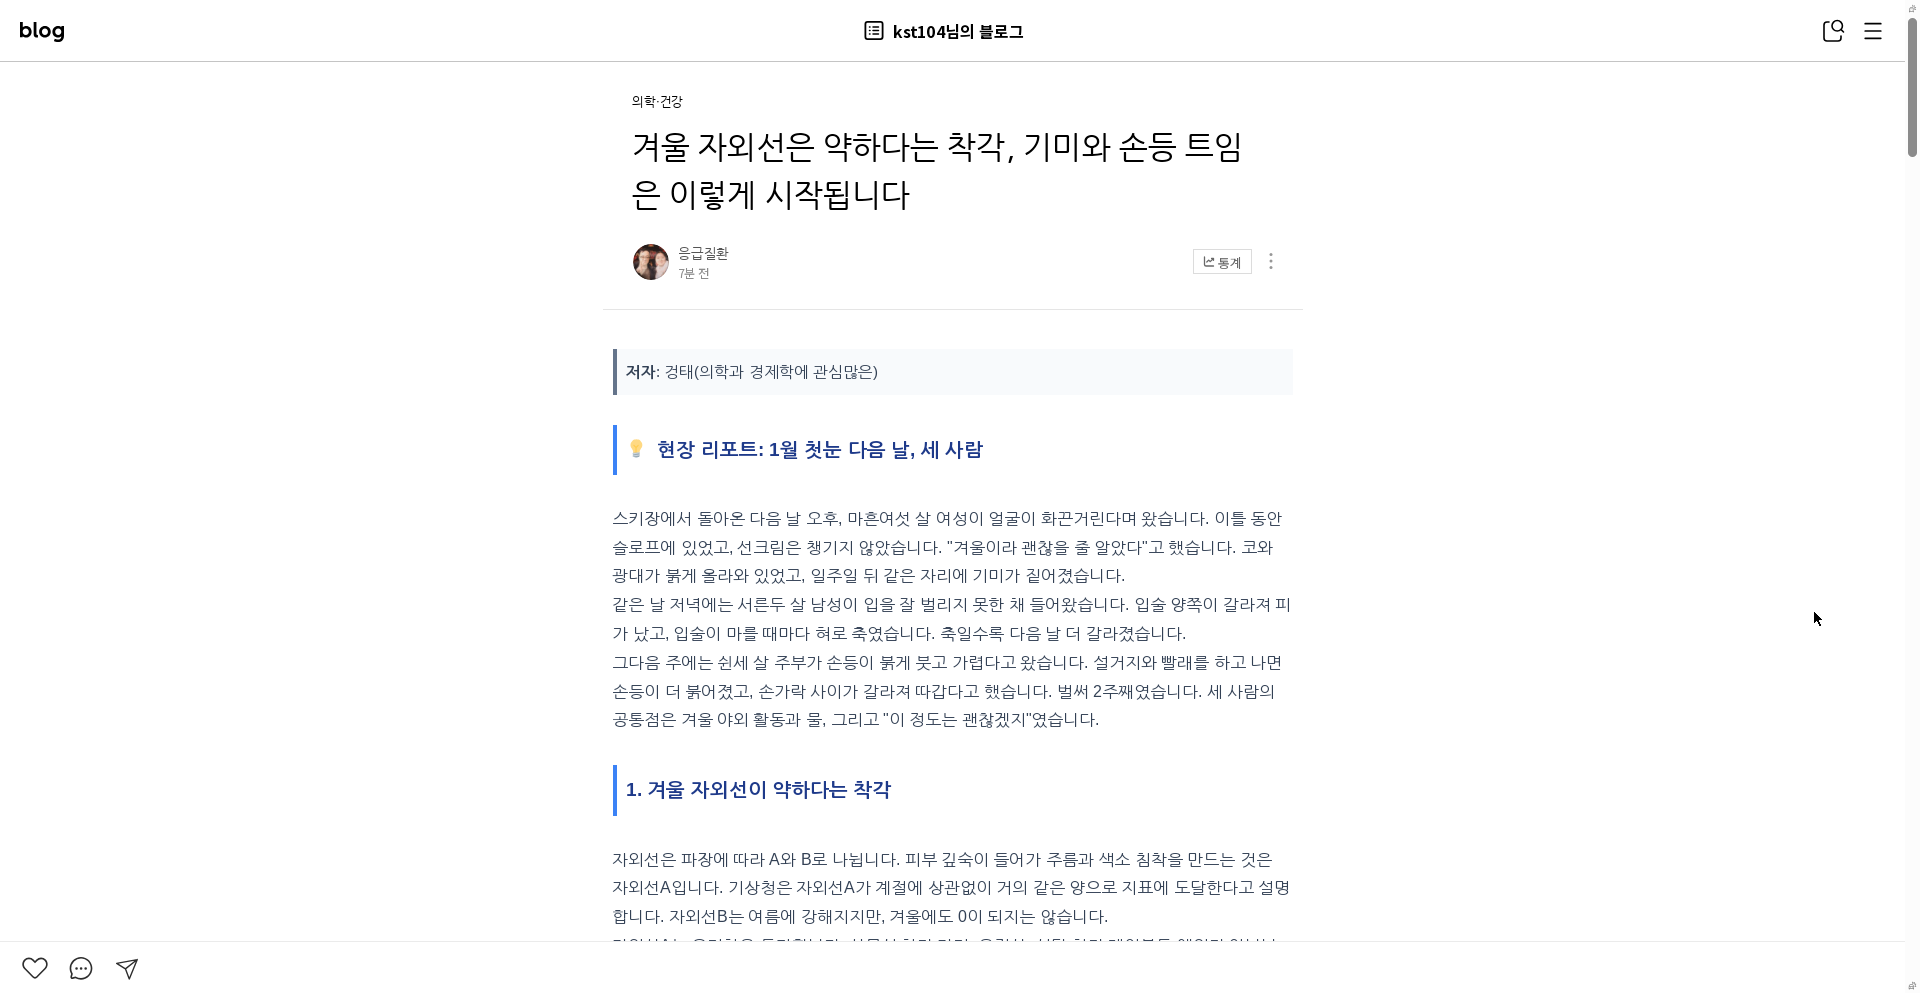 blog
kst104님의 블로그
의학·건강
겨울 자외선은 약하다는 착각, 기미와 손등 트임
은 이렇게 시작됩니다
응급질환
7분 전
통계
저자: 겅태(의학과 경제학에 관심많은)
현장 리포트: 1월 첫눈 다음 날, 세 사람
스키장에서 돌아온 다음 날 오후, 마흔여섯 살 여성이 얼굴이 화끈거린다며 왔습니다. 이틀 동안
슬로프에 있었고, 선크림은 챙기지 않았습니다. "겨울이라 괜찮을 줄 알았다"고 했습니다. 코와
광대가 붉게 올라와 있었고, 일주일 뒤 같은 자리에 기미가 짙어졌습니다.
같은 날 저녁에는 서른두 살 남성이 입을 잘 벌리지 못한 채 들어왔습니다. 입술 양쪽이 갈라져 피
가 났고, 입술이 마를 때마다 혀로 축였습니다. 축일수록 다음 날 더 갈라졌습니다.
그다음 주에는 쉰세 살 주부가 손등이 붉게 붓고 가렵다고 왔습니다. 설거지와 빨래를 하고 나면
손등이 더 붉어졌고, 손가락 사이가 갈라져 따갑다고 했습니다. 벌써 2주째였습니다. 세 사람의
공통점은 겨울 야외 활동과 물, 그리고 "이 정도는 괜찮겠지"였습니다.
1. 겨울 자외선이 약하다는 착각
자외선은 파장에 따라 A와 B로 나뉩니다. 피부 깊숙이 들어가 주름과 색소 침착을 만드는 것은
자외선A입니다. 기상청은 자외선A가 계절에 상관없이 거의 같은 양으로 지표에 도달한다고 설명
합니다. 자외선B는 여름에 강해지지만, 겨울에도 0이 되지는 않습니다.